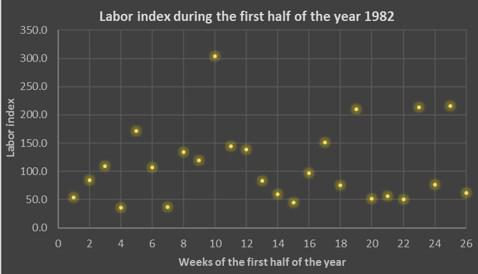 Labor index during the first half of the year 1982
350.0
300.0
250.0
200.0
150.0
100.0
50.0
0.0
Labor index
0 2 4 6 8 10 12 14 16 18 20 22 24 26
Weeks of the first half of the year